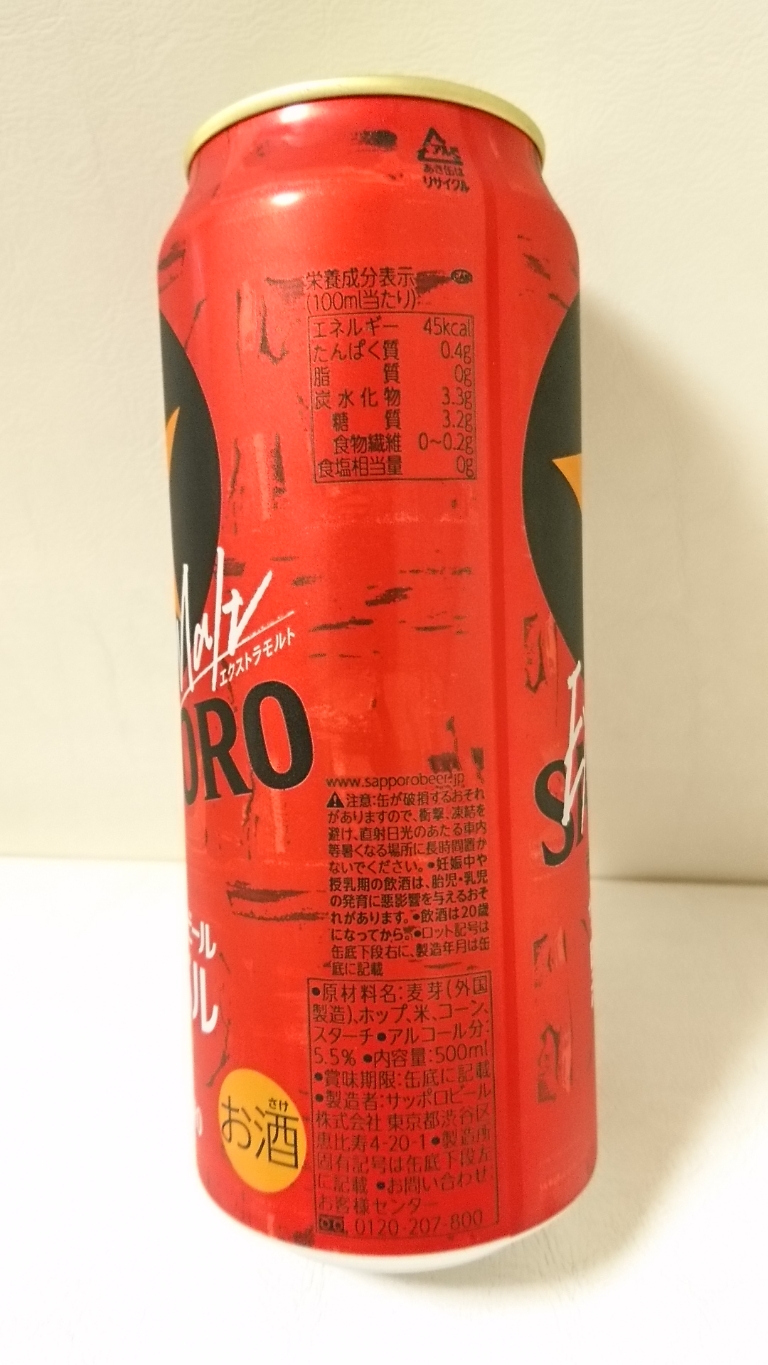 アルミ
あき缶は
リサイクル
栄養成分表示
(100ml当たり)
エネルギー 45kcal
たんぱく質 0.4g
脂質 0g
炭水化物 3.3g
糖質 3.2g
食物繊維 0~0.2g
食塩相当量 0g
Malt
エクストラモルト
ORO
www.sapporobeer.jp
⚠注意:缶が破損するおそれ
がありますので、衝撃、凍結を
避け、直射日光のあたる車内
等暑くなる場所に長時間置か
ないでください。●妊娠中や
授乳期の飲酒は、胎児・乳児
の発育に悪影響を与えるおそ
れがあります。●飲酒は20歳
になってから。●ロット記号は
缶底下段右に、製造年月は缶
底に記載
●原材料名:麦芽(外国
製造)、ホップ、米、コーン、
スターチ●アルコール分:
5.5% ●内容量:500ml
●賞味期限:缶底に記載
●製造者:サッポロビール
株式会社 東京都渋谷区
恵比寿4-20-1●製造所
固有記号は缶底下段左
に記載 ●お問い合わせ
お客様センター
0120-207-800
ール
ル
さけ
お酒
S